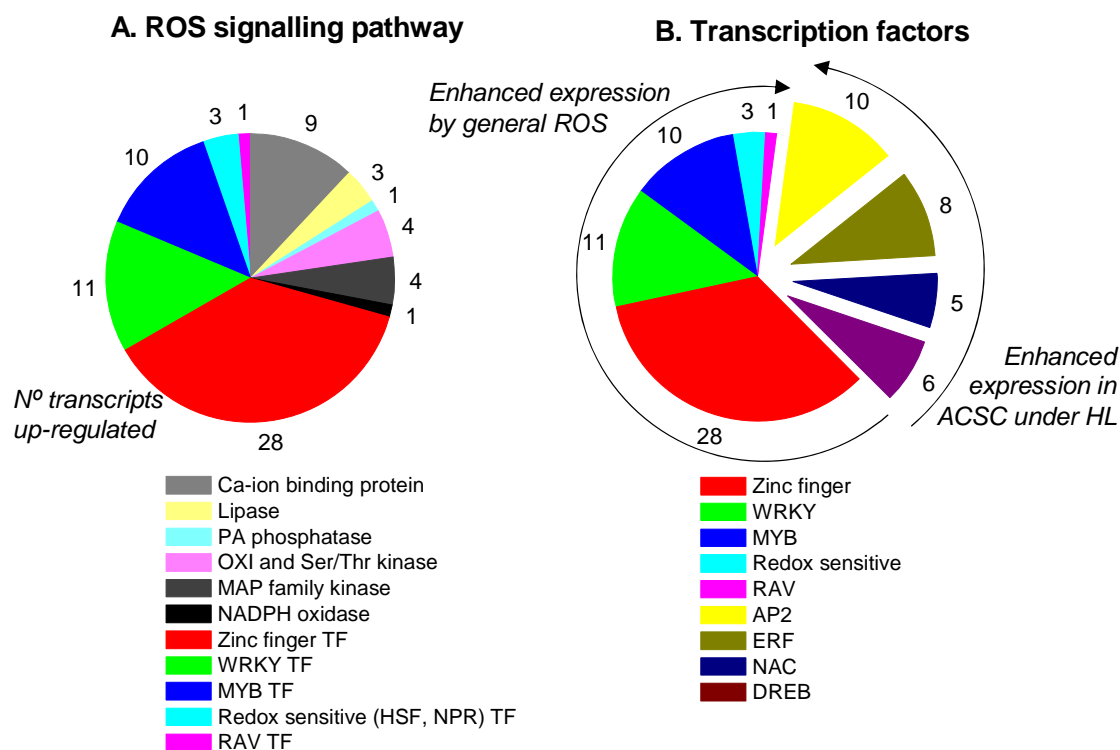 A. ROS signalling pathway
1
3
9
10
3
1
4
4
1
11
28
Nº transcripts
up-regulated
Ca-ion binding protein
Lipase
PA phosphatase
OXI and Ser/Thr kinase
MAP family kinase
NADPH oxidase
Zinc finger TF
WRKY TF
MYB TF
Redox sensitive (HSF, NPR) TF
RAV TF
B. Transcription factors
Enhanced expression
by general ROS
3
1
10
10
8
11
5
6
28
Enhanced
expression in
ACSC under HL
Zinc finger
WRKY
MYB
Redox sensitive
RAV
AP2
ERF
NAC
DREB